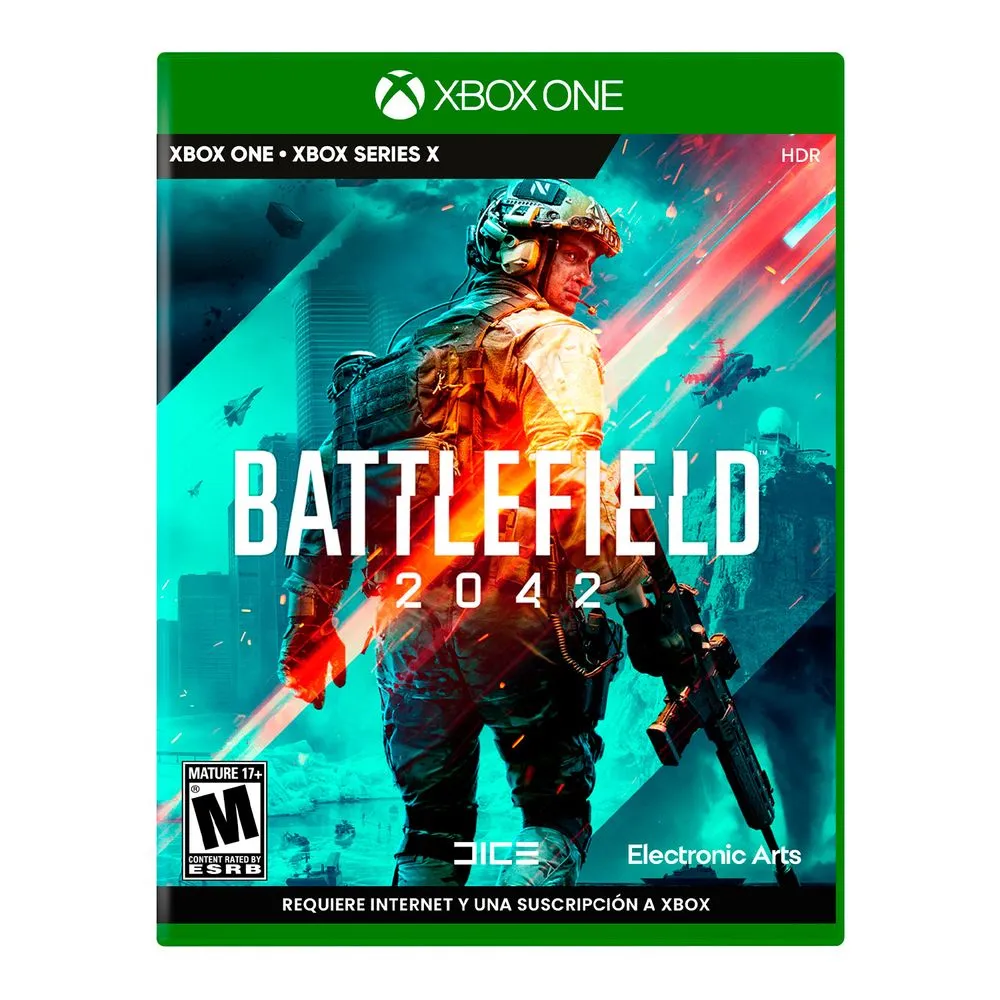 XBOX ONE
XBOX ONE • XBOX SERIES X
HDR
BATTLEFIELD™
2042
MATURE 17+
M®
CONTENT RATED BY
ESRB
DICE
Electronic Arts
REQUIERE INTERNET Y UNA SUSCRIPCIÓN A XBOX